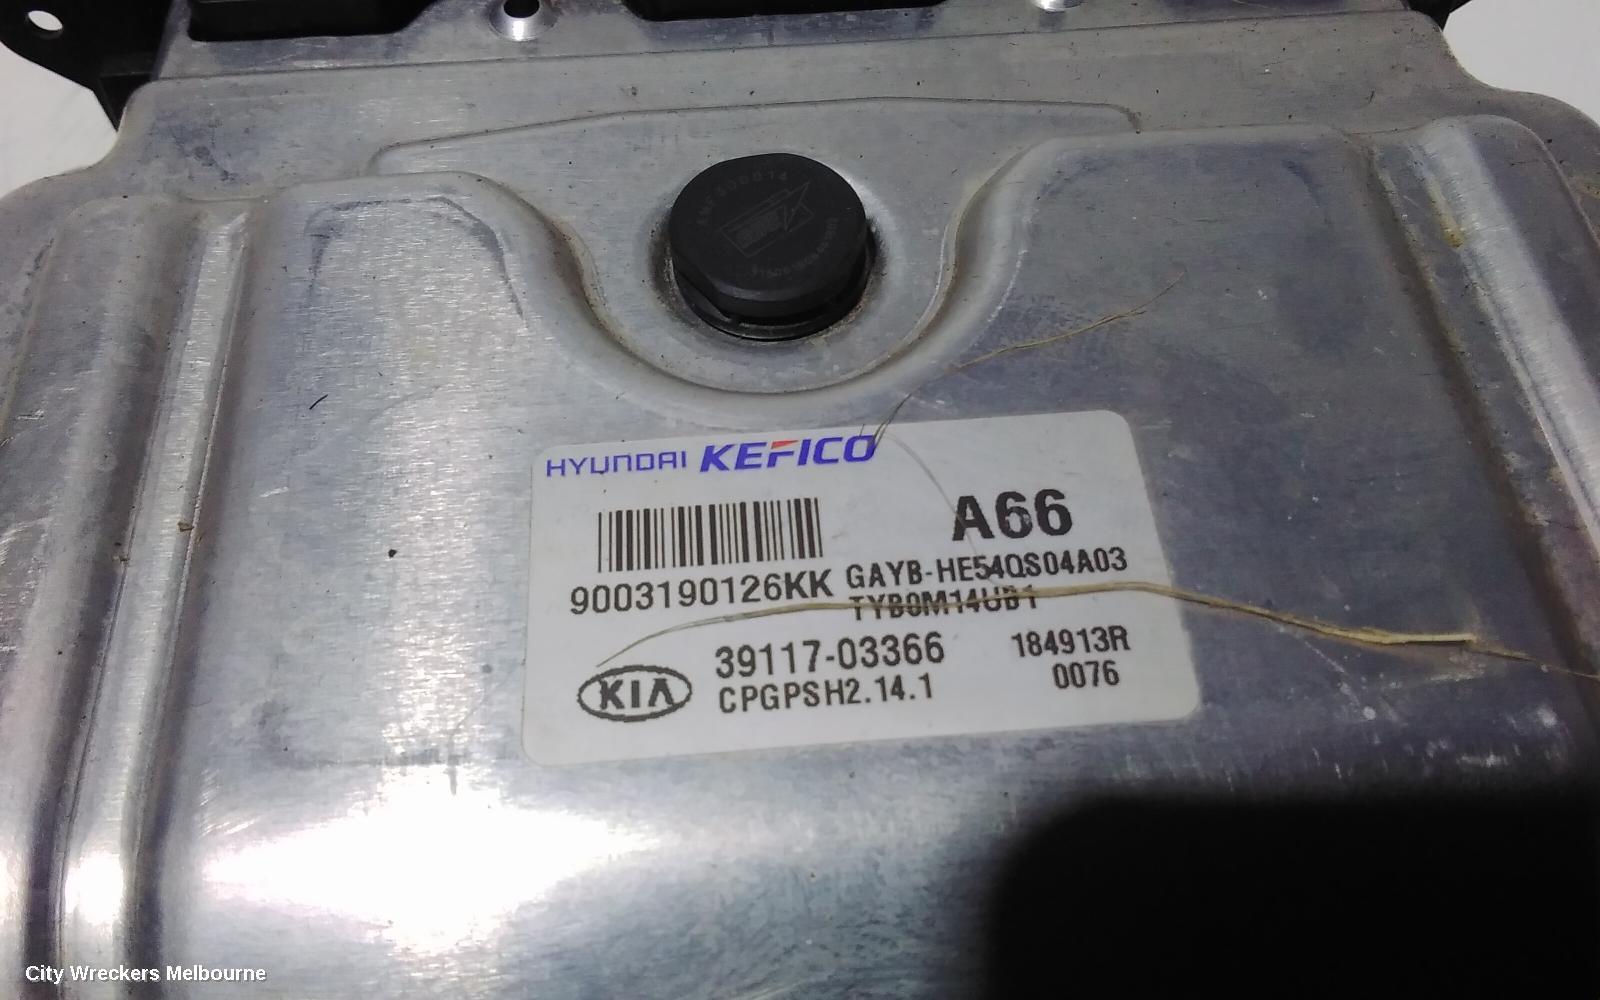 HYUNDAI KEFICO
A66
9003190126KK
GAYB-HE54QS04A03
TYB0M14UB1
39117-03366
184913R
KIA
CPGPSH2.14.1
0076
City Wreckers Melbourne